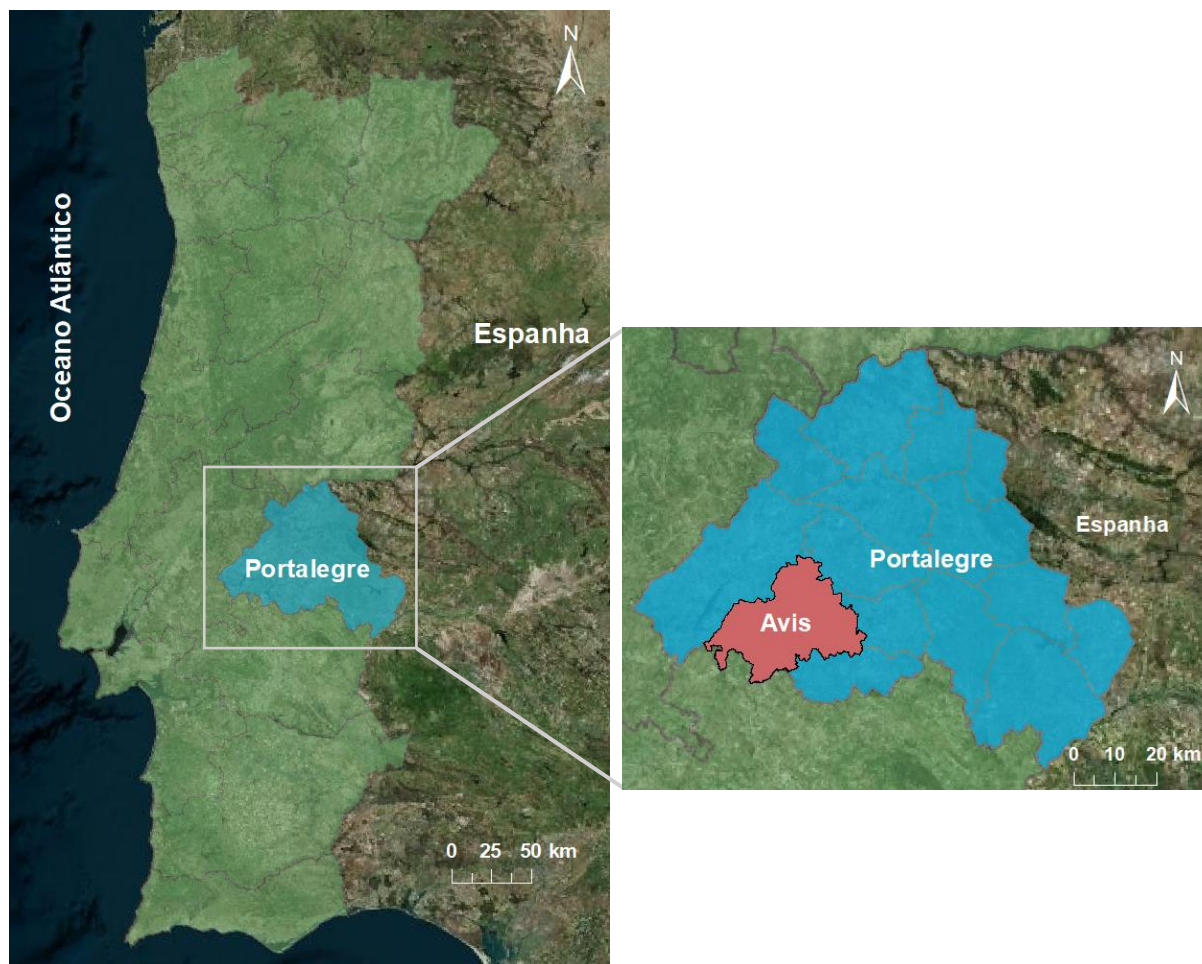 N
Oceano Atlântico
Espanha
Portalegre
0 25 50 km
N
Espanha
Portalegre
Avis
0 10 20 km